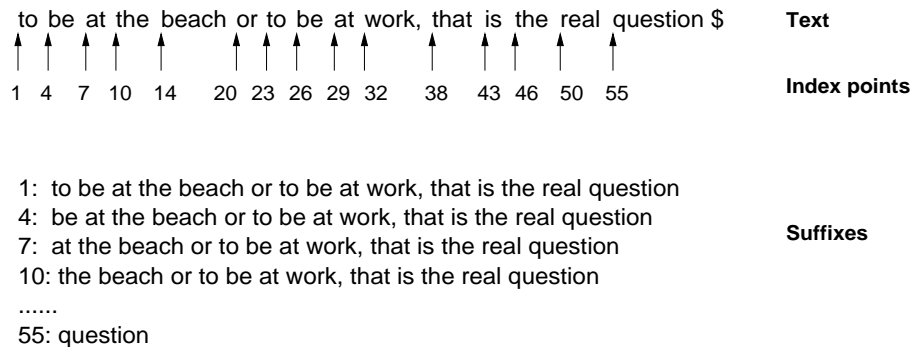 to be at the beach or to be at work, that is the real question $ Text
1 4 7 10 14 20 23 26 29 32 38 43 46 50 55 Index points
1: to be at the beach or to be at work, that is the real question
4: be at the beach or to be at work, that is the real question
7: at the beach or to be at work, that is the real question
10: the beach or to be at work, that is the real question
......
55: question
Suffixes